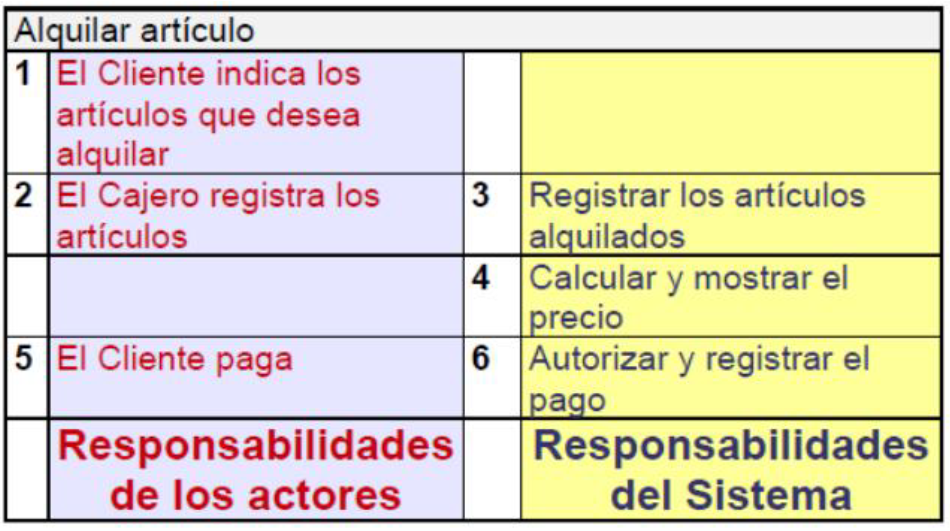 Alquilar artículo
1 El Cliente indica los
artículos que desea
alquilar
2 El Cajero registra los
artículos
3 Registrar los artículos
alquilados
4 Calcular y mostrar el
precio
5 El Cliente paga
6 Autorizar y registrar el
pago
Responsabilidades
de los actores
Responsabilidades
del Sistema